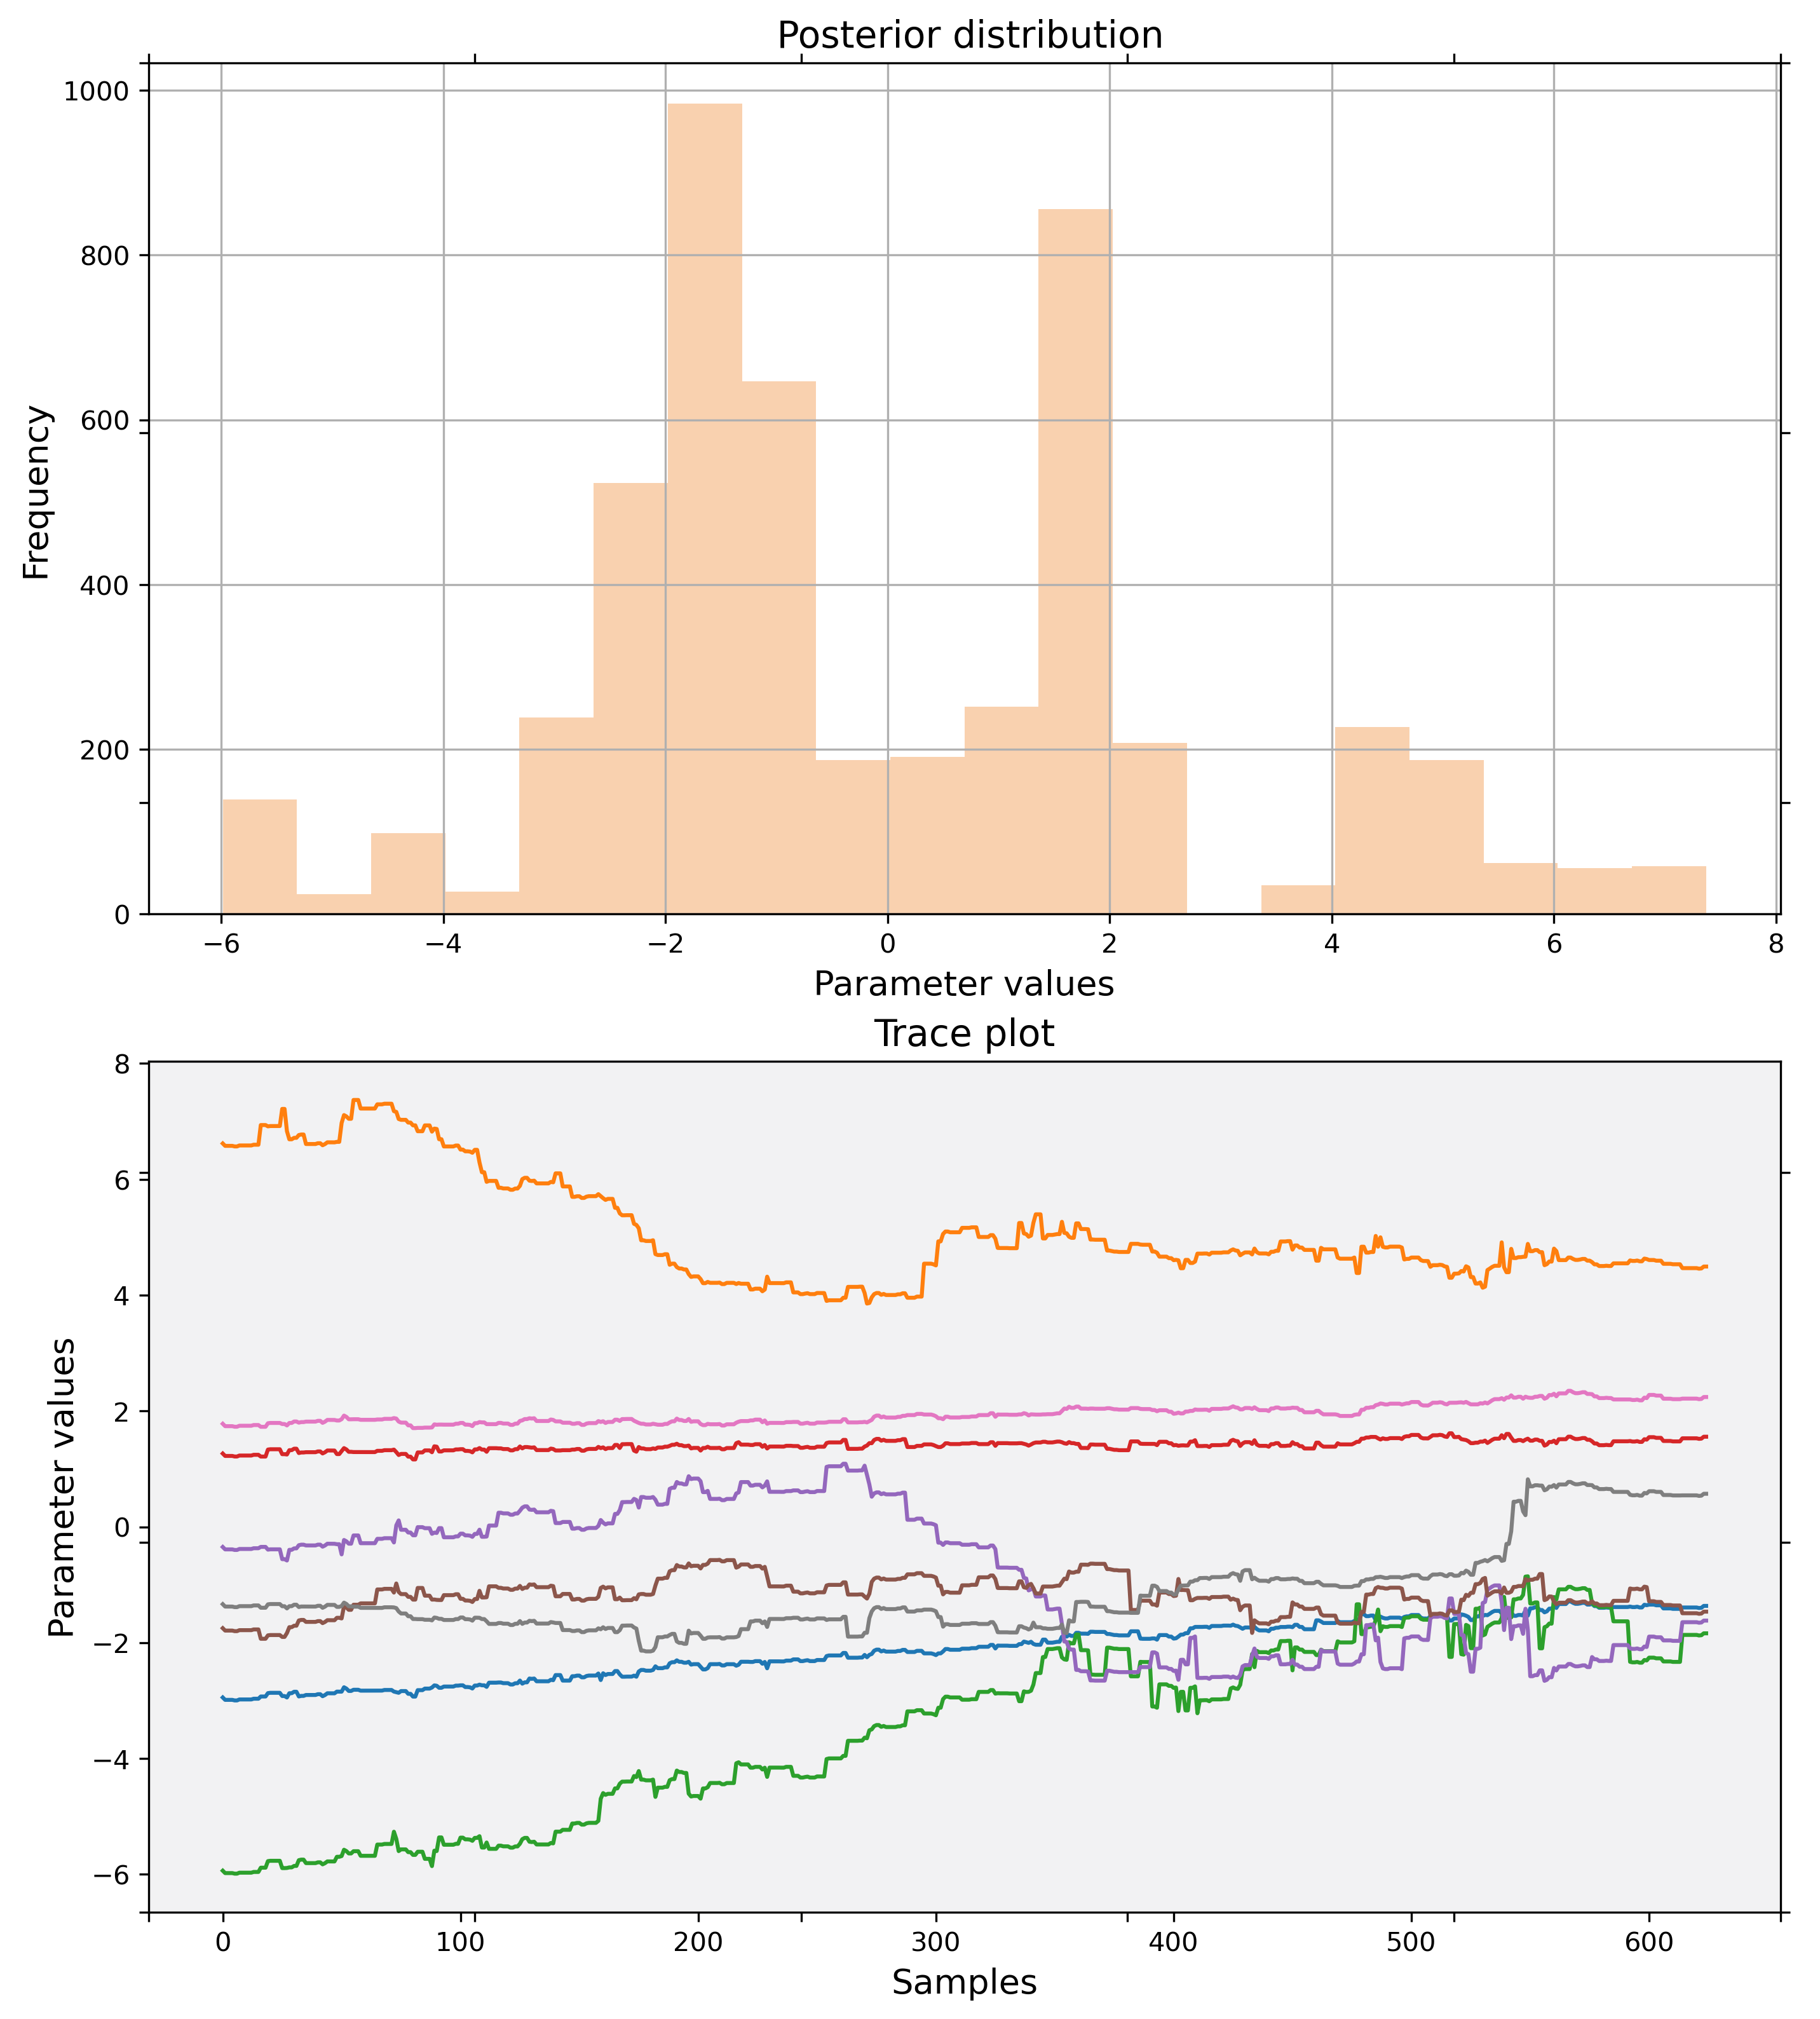 Posterior distribution
1000
800
600
400
200
0
Frequency
−6 −4 −2 0 2 4 6 8
Parameter values
Trace plot
8
6
4
2
0
−2
−4
−6
Parameter values
0 100 200 300 400 500 600
Samples